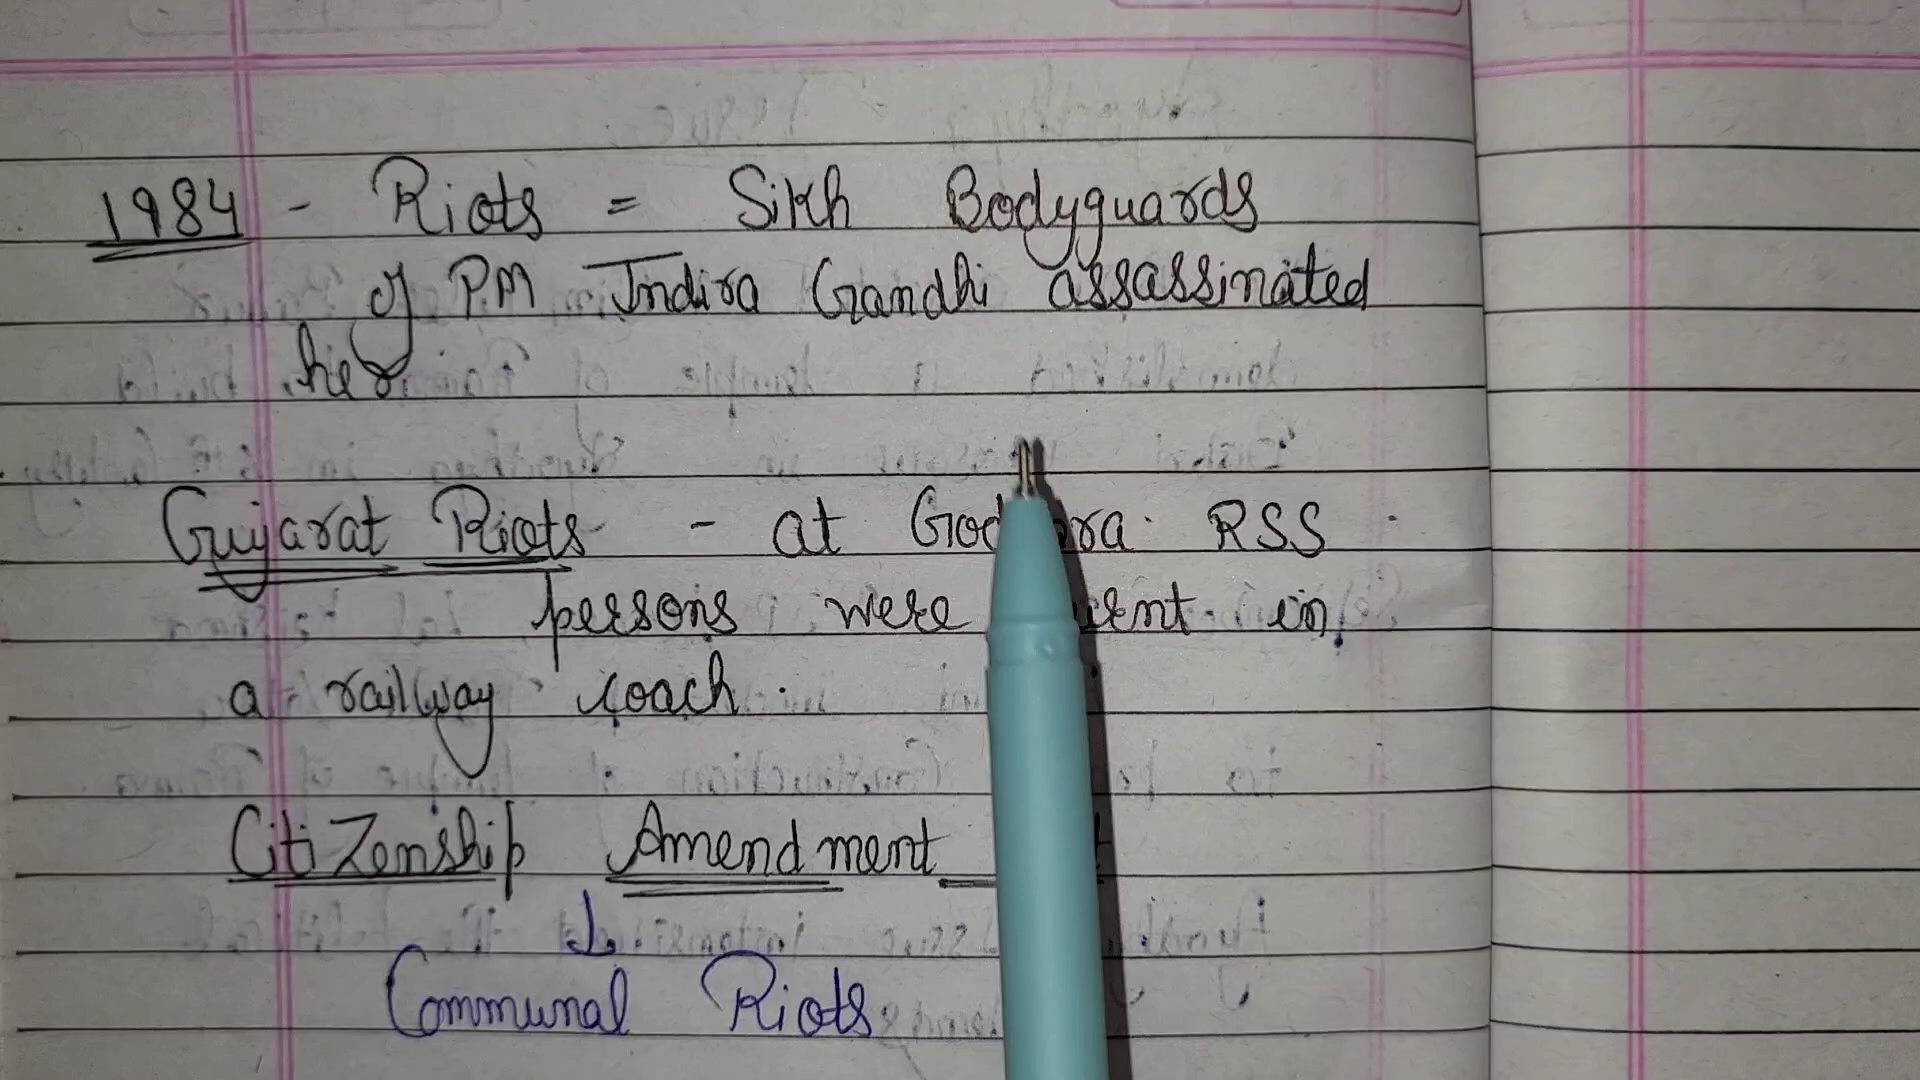 1984 - Riots = Sikh Bodyguards
of PM Indira Gandhi assassinated
her
Gujarat Riots - at RSS
persons were in
a railway coach.
Citizenship Amendment
Communal Riots